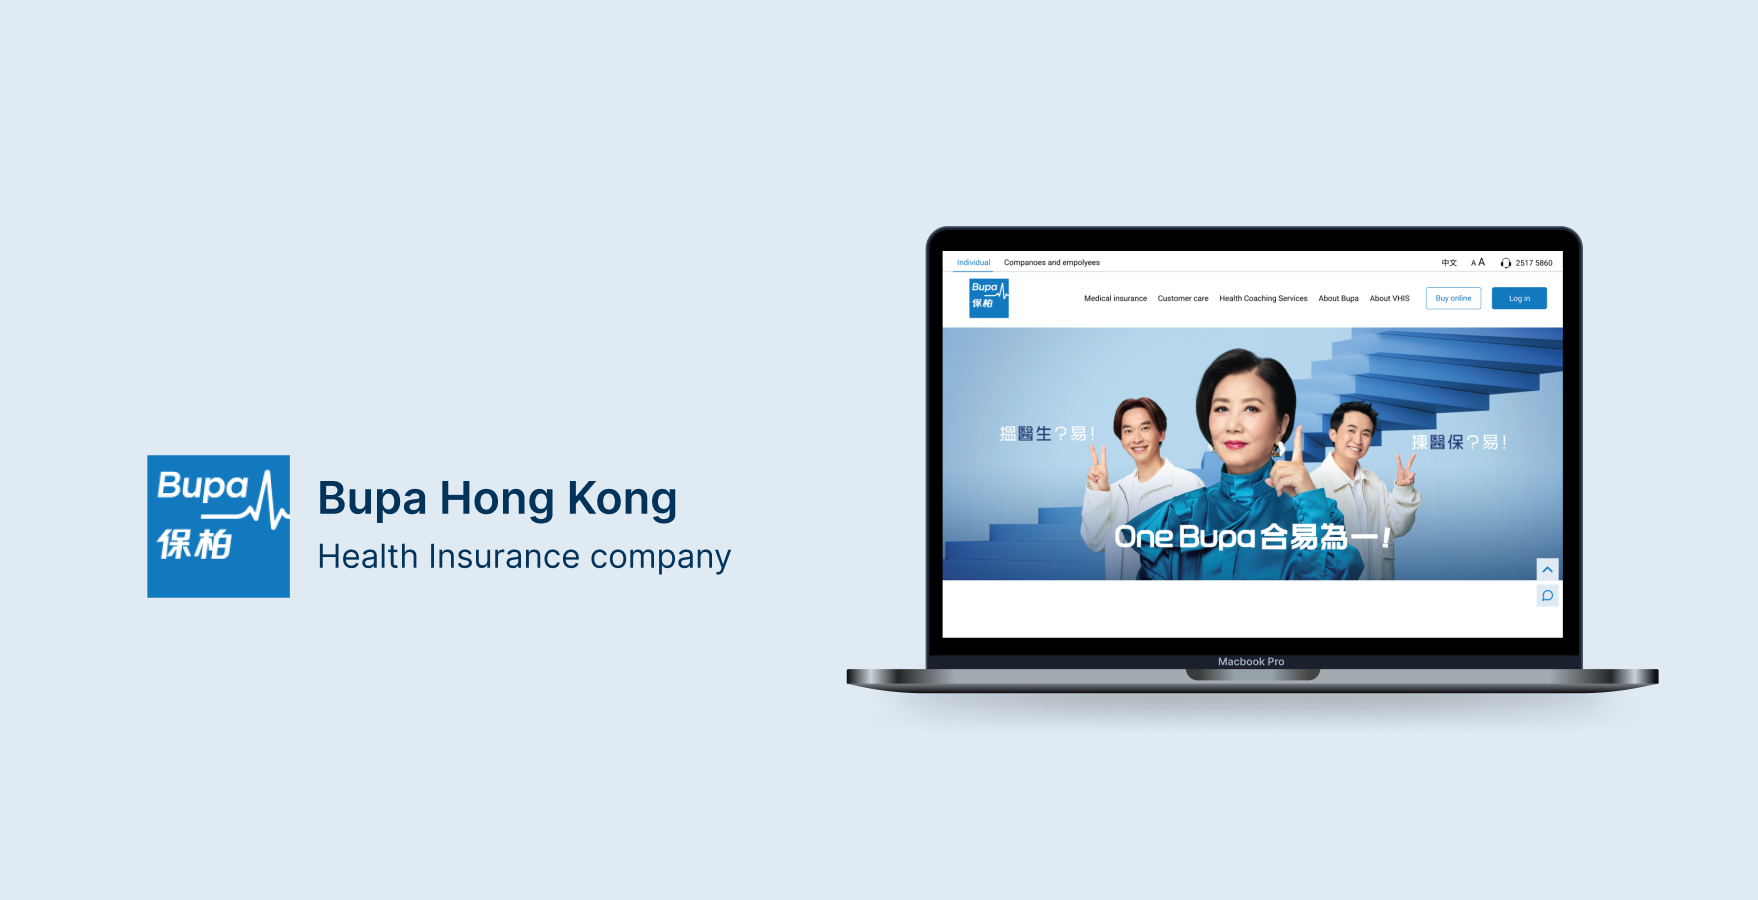 Bupa
保柏
Bupa Hong Kong
Health Insurance company
Individual Companoes and empolyees 中文 A A 2517 5860
Bupa
保柏
Medical insurance Customer care Health Coaching Services About Bupa About VHIS Buy online Log in
搵醫生?易!
揀醫保?易!
One Bupa 合易為一!
Macbook Pro